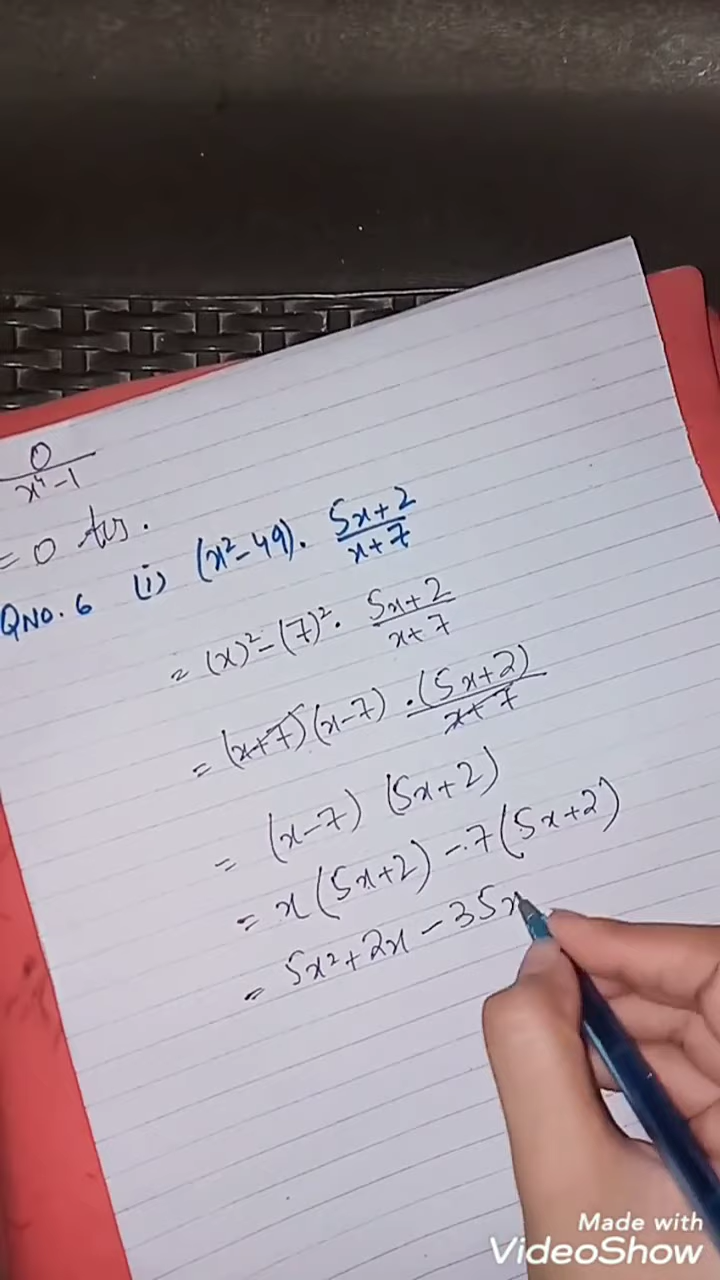 0
x⁴-1
= 0 Ans.
QNO. 6 (i) (x²-49). 5x+2
x+7
= (x)²-(7)². 5x+2
x+7
= (x+7)(x-7) .(5x+2)
x+7
= (x-7) (5x+2)
= x(5x+2) -7(5x+2)
= 5x²+2x-35x
Made with
VideoShow